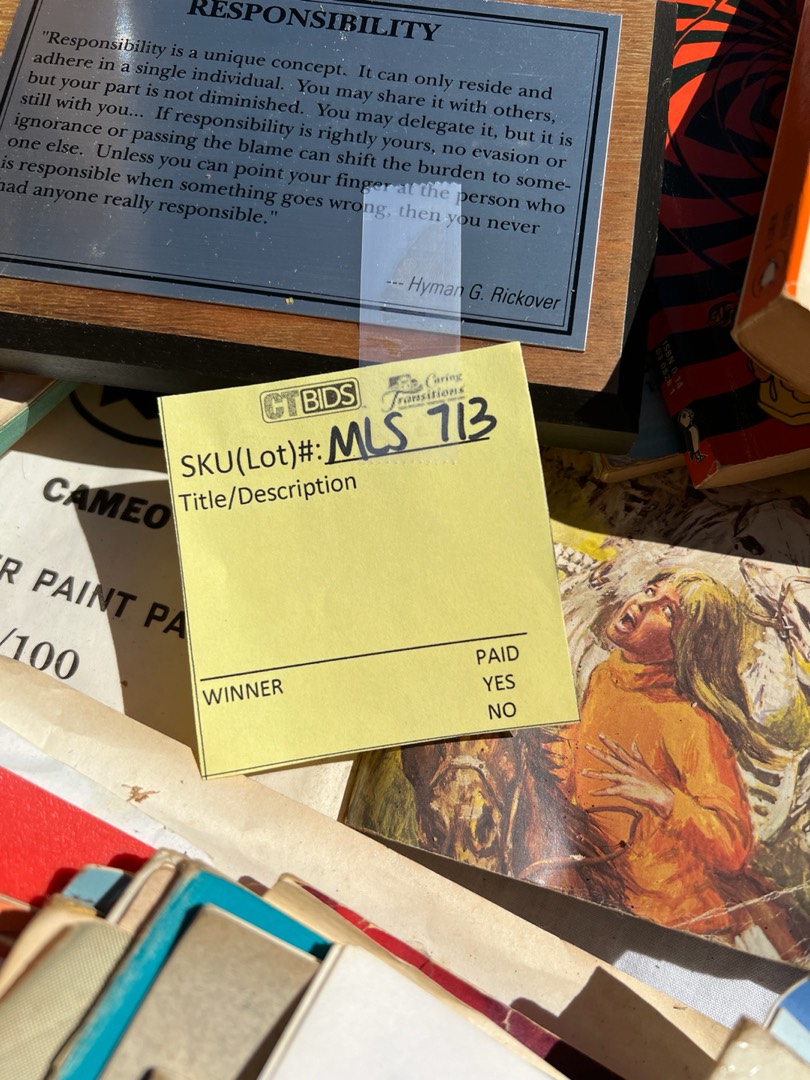 RESPONSIBILITY
"Responsibility is a unique concept. It can only reside and
adhere in a single individual. You may share it with others,
but your part is not diminished. You may delegate it, but it is
still with you... If responsibility is rightly yours, no evasion or
ignorance or passing the blame can shift the burden to some-
one else. Unless you can point your finger at the person who
is responsible when something goes wrong, then you never
had anyone really responsible."
--- Hyman G. Rickover
CTBIDS
Caring
Transitions
SKU(Lot)#: MLS 713
Title/Description
PAID
WINNER YES
NO
CAMEO
R PAINT PA
/100